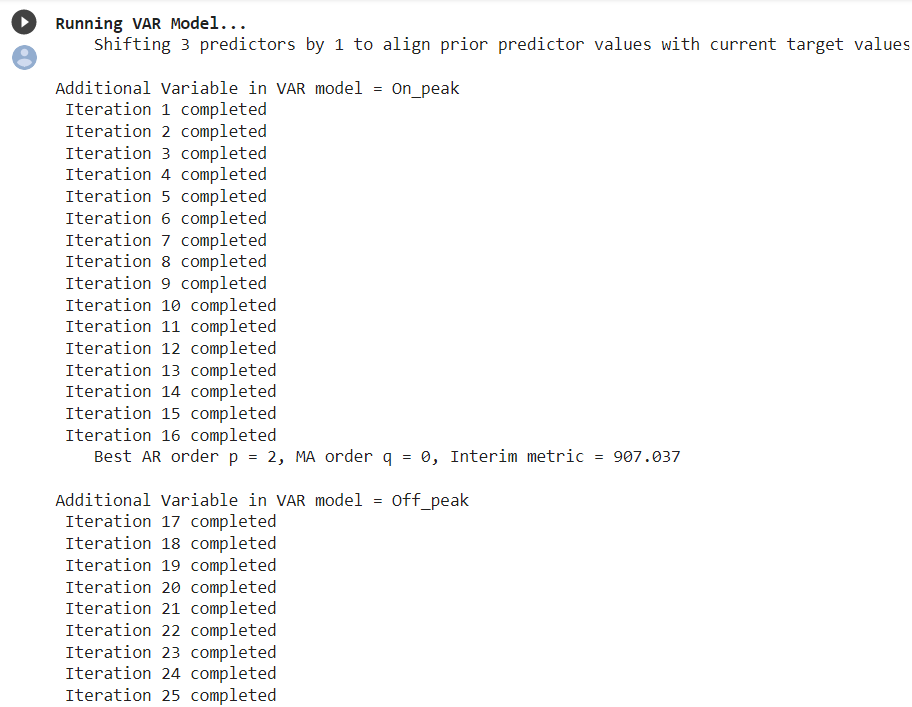 Running VAR Model...
Shifting 3 predictors by 1 to align prior predictor values with current target values
Additional Variable in VAR model = On_peak
Iteration 1 completed
Iteration 2 completed
Iteration 3 completed
Iteration 4 completed
Iteration 5 completed
Iteration 6 completed
Iteration 7 completed
Iteration 8 completed
Iteration 9 completed
Iteration 10 completed
Iteration 11 completed
Iteration 12 completed
Iteration 13 completed
Iteration 14 completed
Iteration 15 completed
Iteration 16 completed
Best AR order p = 2, MA order q = 0, Interim metric = 907.037
Additional Variable in VAR model = Off_peak
Iteration 17 completed
Iteration 18 completed
Iteration 19 completed
Iteration 20 completed
Iteration 21 completed
Iteration 22 completed
Iteration 23 completed
Iteration 24 completed
Iteration 25 completed